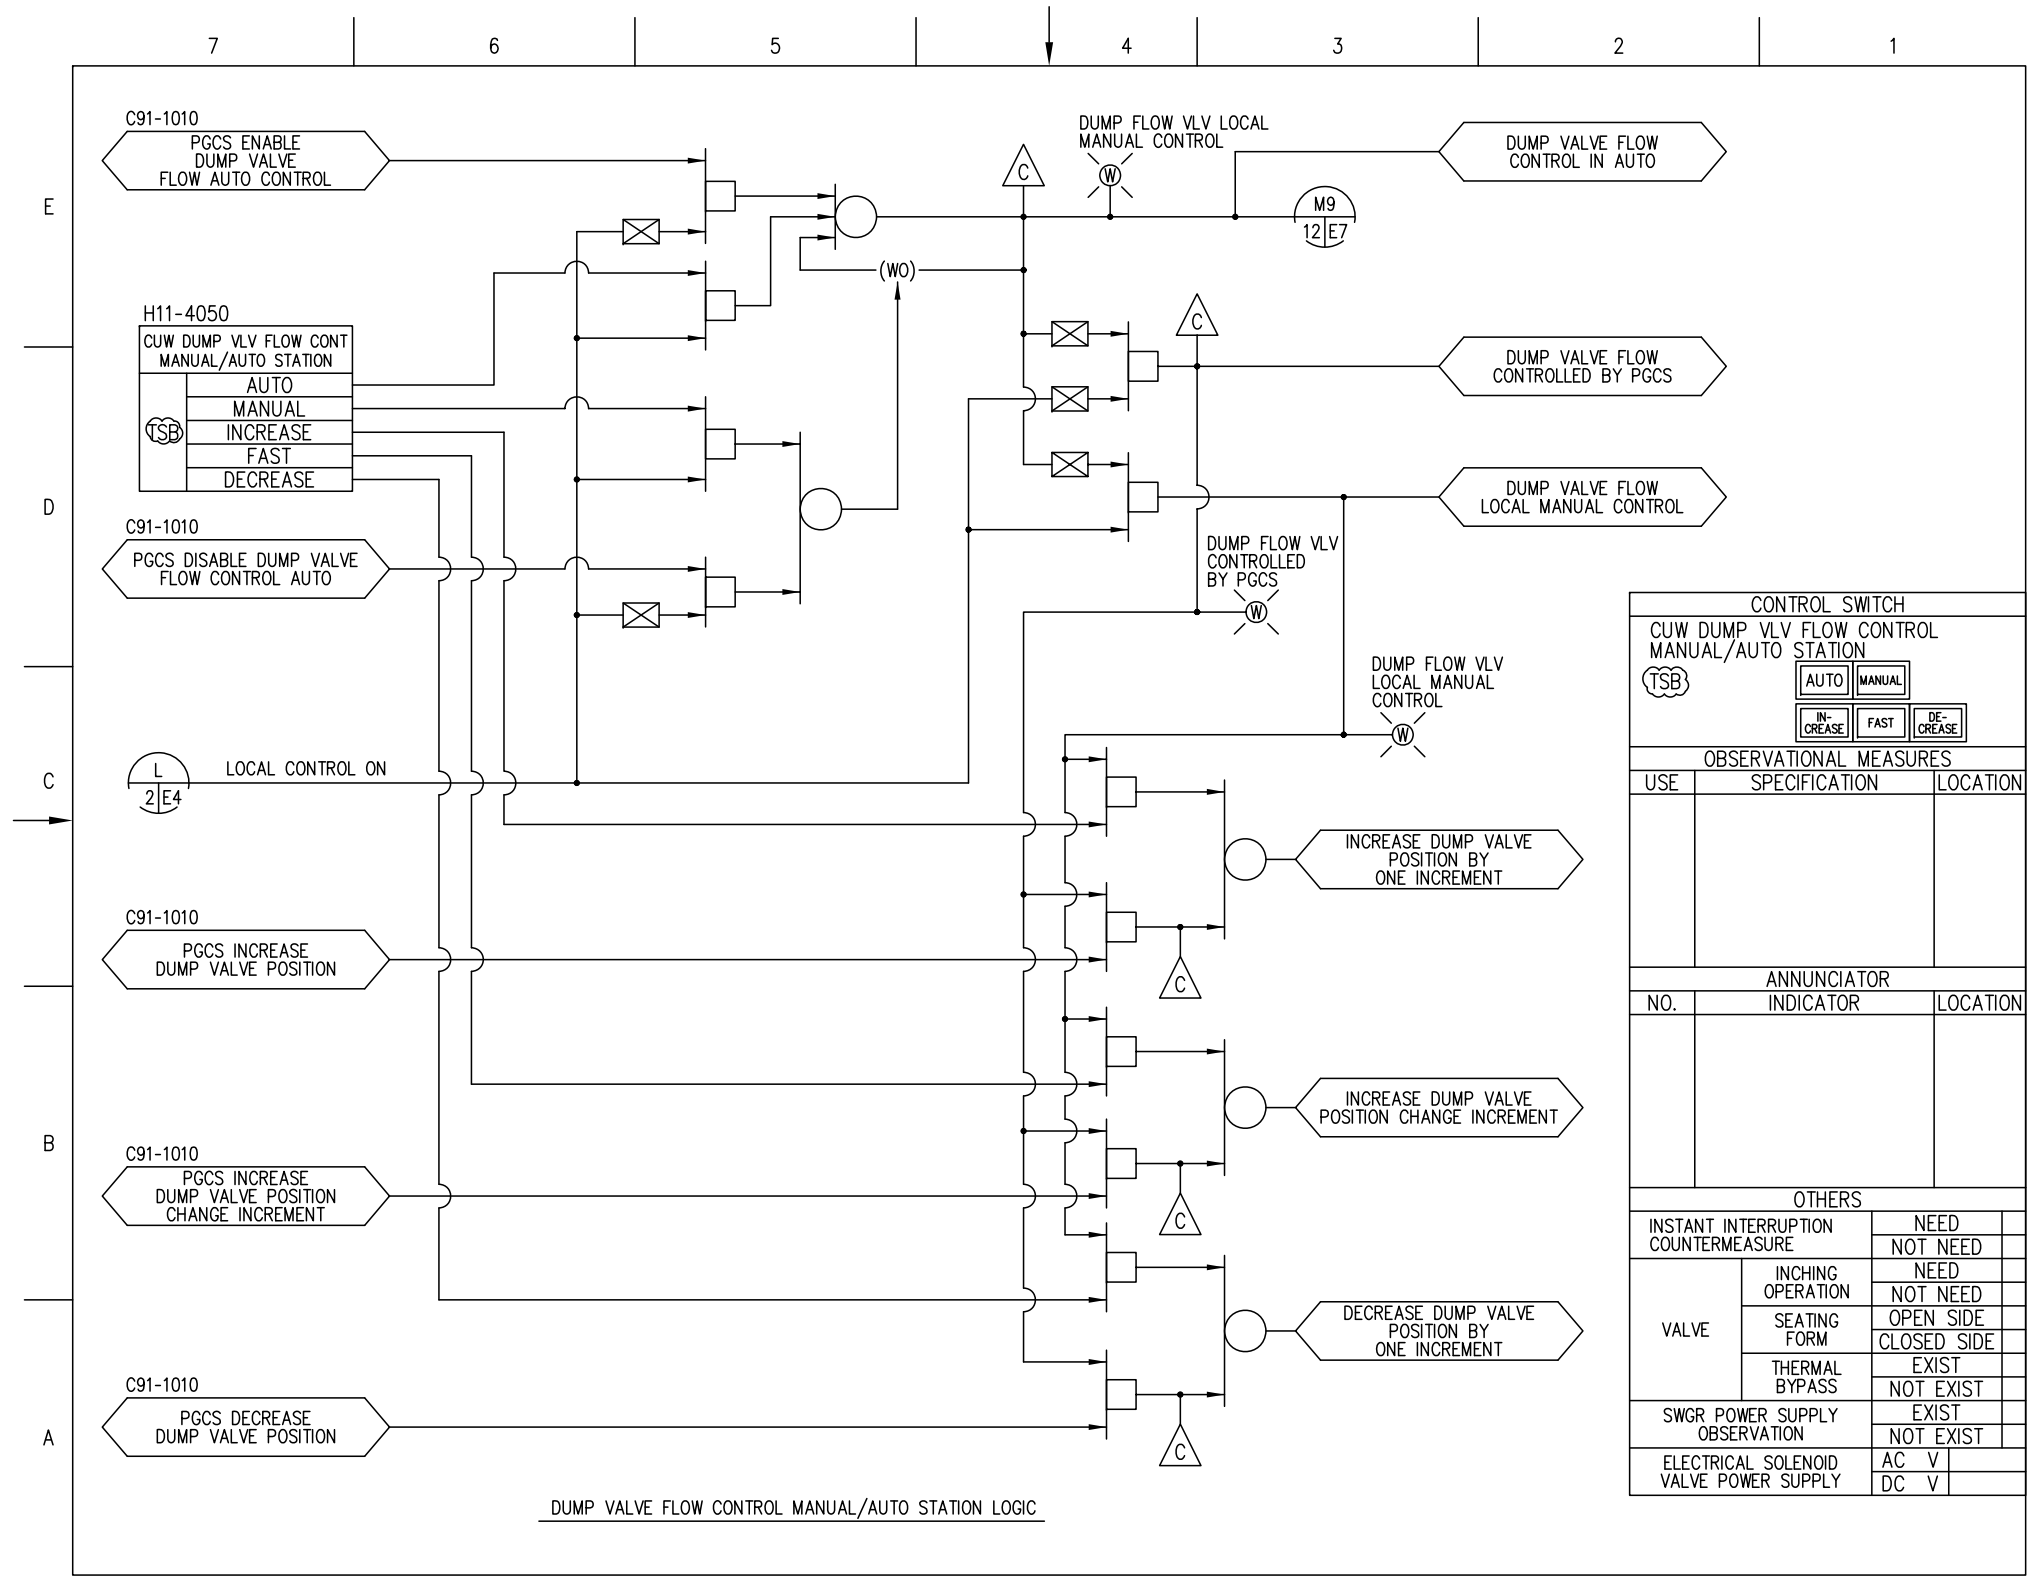 7
6
5
4
3
2
1
E
D
C
B
A
C91-1010
PGCS ENABLE
DUMP VALVE
FLOW AUTO CONTROL
H11-4050
CUW DUMP VLV FLOW CONT
MANUAL/AUTO STATION
TSB
AUTO
MANUAL
INCREASE
FAST
DECREASE
C91-1010
PGCS DISABLE DUMP VALVE
FLOW CONTROL AUTO
L
2 E4
LOCAL CONTROL ON
C91-1010
PGCS INCREASE
DUMP VALVE POSITION
C91-1010
PGCS INCREASE
DUMP VALVE POSITION
CHANGE INCREMENT
C91-1010
PGCS DECREASE
DUMP VALVE POSITION
(WO)
C
DUMP FLOW VLV LOCAL
MANUAL CONTROL
W
M9
12 E7
DUMP VALVE FLOW
CONTROL IN AUTO
C
DUMP VALVE FLOW
CONTROLLED BY PGCS
DUMP VALVE FLOW
LOCAL MANUAL CONTROL
DUMP FLOW VLV
CONTROLLED
BY PGCS
W
DUMP FLOW VLV
LOCAL MANUAL
CONTROL
W
INCREASE DUMP VALVE
POSITION BY
ONE INCREMENT
C
INCREASE DUMP VALVE
POSITION CHANGE INCREMENT
C
DECREASE DUMP VALVE
POSITION BY
ONE INCREMENT
C
DUMP VALVE FLOW CONTROL MANUAL/AUTO STATION LOGIC
CONTROL SWITCH
CUW DUMP VLV FLOW CONTROL
MANUAL/AUTO STATION
TSB
AUTO MANUAL
IN-
CREASE
FAST
DE-
CREASE
OBSERVATIONAL MEASURES
USE SPECIFICATION LOCATION
ANNUNCIATOR
NO. INDICATOR LOCATION
OTHERS
INSTANT INTERRUPTION
COUNTERMEASURE
NEED
NOT NEED
VALVE
INCHING
OPERATION
NEED
NOT NEED
SEATING
FORM
OPEN SIDE
CLOSED SIDE
THERMAL
BYPASS
EXIST
NOT EXIST
SWGR POWER SUPPLY
OBSERVATION
EXIST
NOT EXIST
ELECTRICAL SOLENOID
VALVE POWER SUPPLY
AC V
DC V